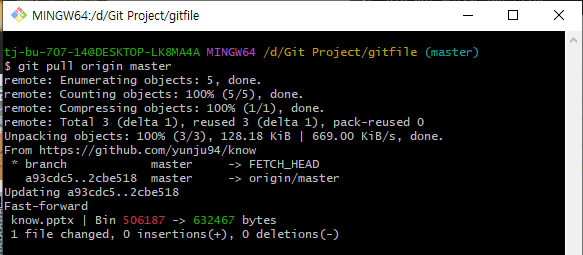 MINGW64:/d/Git Project/gitfile
tj-bu-707-14@DESKTOP-LK8MA4A MINGW64 /d/Git Project/gitfile (master)
$ git pull origin master
remote: Enumerating objects: 5, done.
remote: Counting objects: 100% (5/5), done.
remote: Compressing objects: 100% (1/1), done.
remote: Total 3 (delta 1), reused 3 (delta 1), pack-reused 0
Unpacking objects: 100% (3/3), 128.18 KiB | 669.00 KiB/s, done.
From https://github.com/yunju94/know
 * branch            master     -> FETCH_HEAD
   a93cdc5..2cbe518  master     -> origin/master
Updating a93cdc5..2cbe518
Fast-forward
 know.pptx | Bin 506187 -> 632467 bytes
 1 file changed, 0 insertions(+), 0 deletions(-)